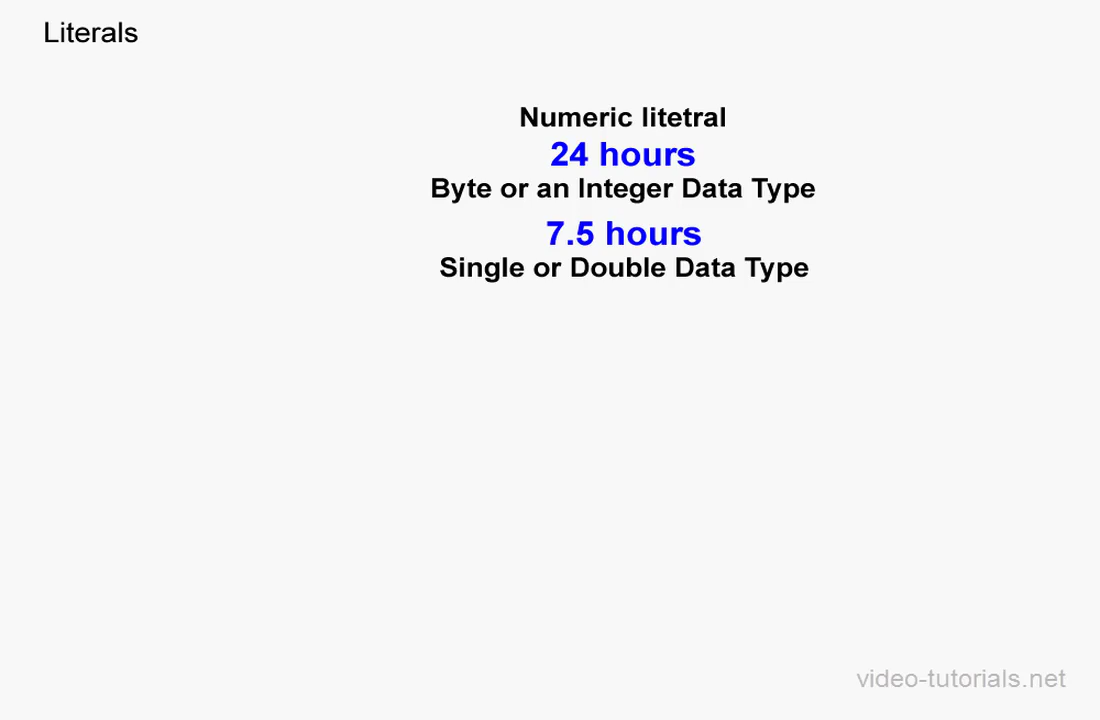 Literals
Numeric litetral
24 hours
Byte or an Integer Data Type
7.5 hours
Single or Double Data Type
video-tutorials.net